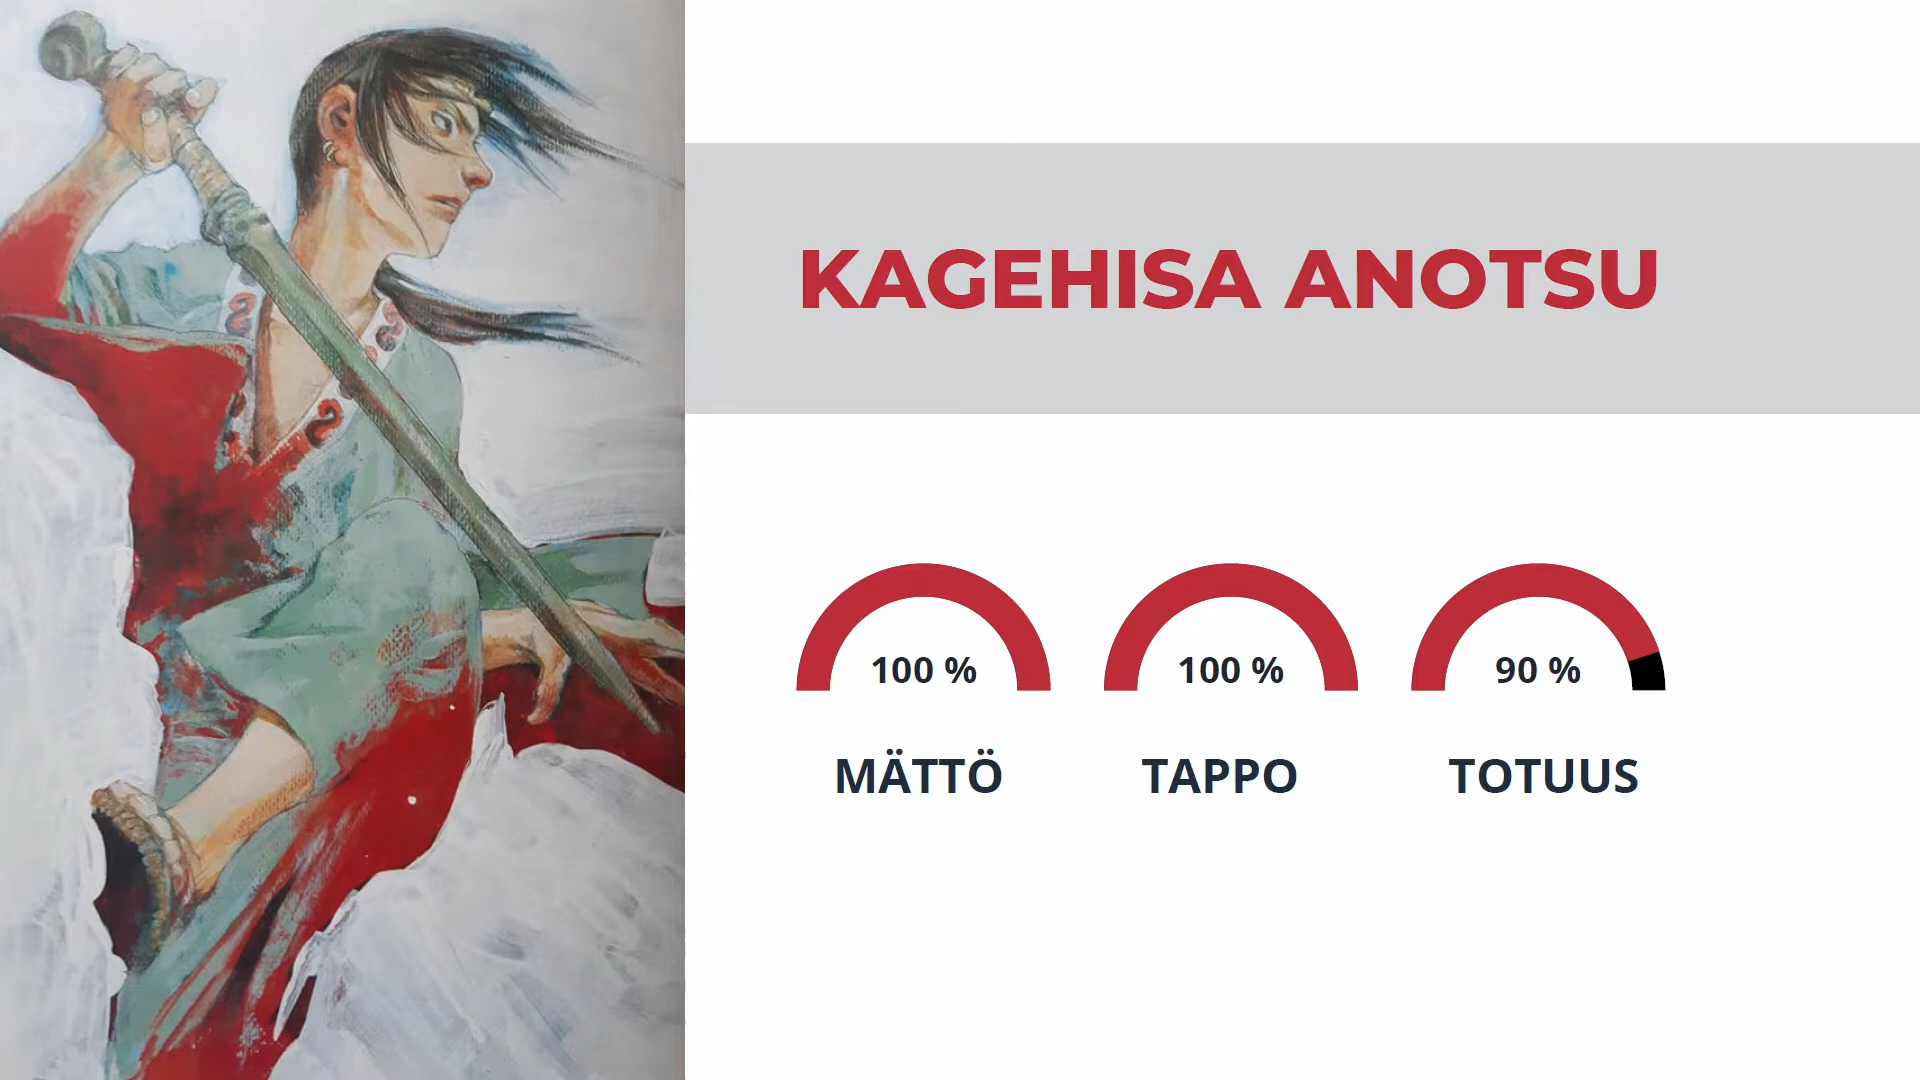 KAGEHISA ANOTSU
100 %
100 %
90 %
MÄTTÖ
TAPPO
TOTUUS